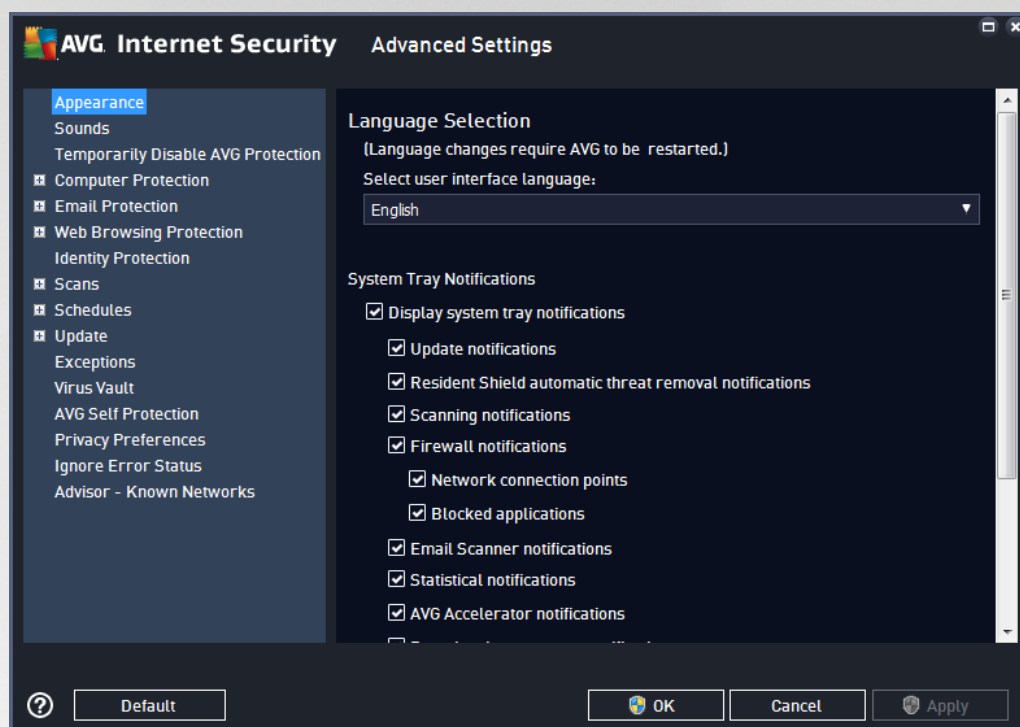 AVG. Internet Security Advanced Settings
Appearance
Sounds
Temporarily Disable AVG Protection
Computer Protection
Email Protection
Web Browsing Protection
Identity Protection
Scans
Schedules
Update
Exceptions
Virus Vault
AVG Self Protection
Privacy Preferences
Ignore Error Status
Advisor - Known Networks
Language Selection
(Language changes require AVG to be restarted.)
Select user interface language:
English
System Tray Notifications
Display system tray notifications
Update notifications
Resident Shield automatic threat removal notifications
Scanning notifications
Firewall notifications
Network connection points
Blocked applications
Email Scanner notifications
Statistical notifications
AVG Accelerator notifications
Default
OK
Cancel
Apply